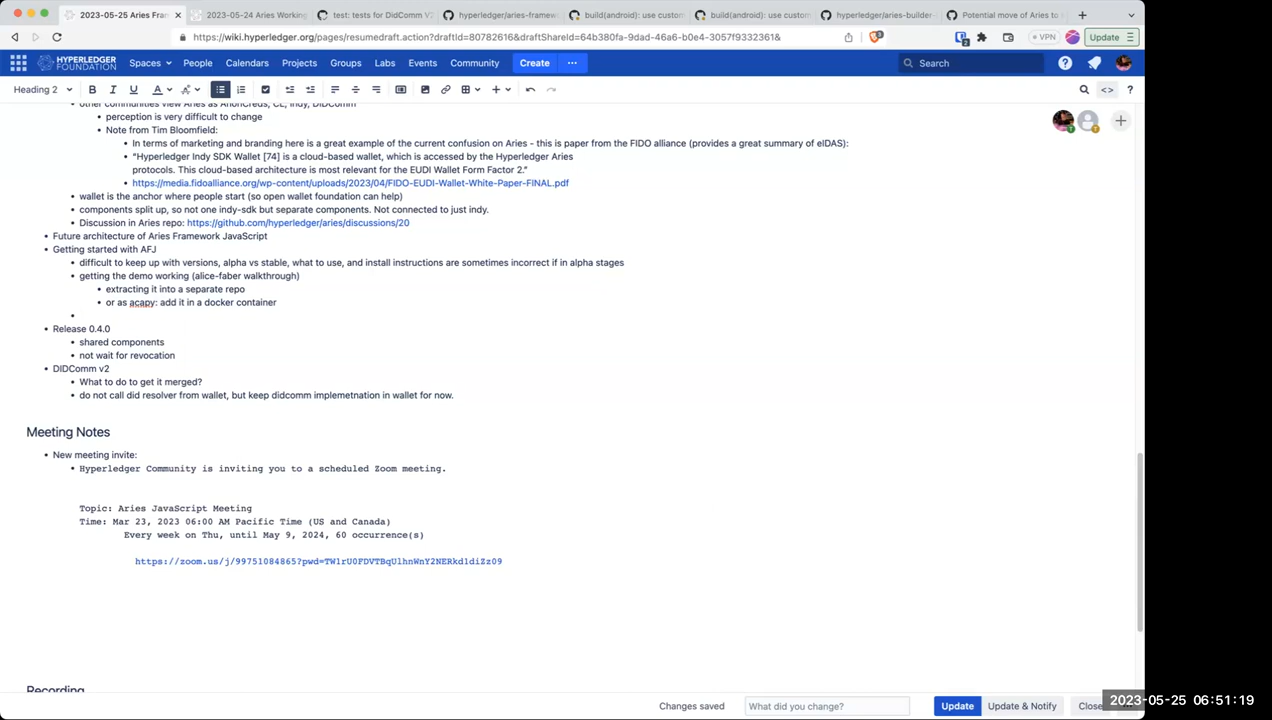 2023-05-25 Aries Fram
2023-05-24 Aries Working
test: tests for DidComm V2
hyperledger/aries-framew
build(android): use custom
build(android): use custom
hyperledger/aries-builder-
Potential move of Aries to
https://wiki.hyperledger.org/pages/resumedraft.action?draftId=80782616&draftShareId=64b380fa-9dad-46a6-b0e4-3057f9332361&
VPN
Update
HYPERLEDGER FOUNDATION
Spaces
People
Calendars
Projects
Groups
Labs
Events
Community
Create
Search
Heading 2
other communities view Aries as AnonCreds, CL, Indy, DIDComm
perception is very difficult to change
Note from Tim Bloomfield:
In terms of marketing and branding here is a great example of the current confusion on Aries - this is paper from the FIDO alliance (provides a great summary of eIDAS):
"Hyperledger Indy SDK Wallet [74] is a cloud-based wallet, which is accessed by the Hyperledger Aries
protocols. This cloud-based architecture is most relevant for the EUDI Wallet Form Factor 2."
https://media.fidoalliance.org/wp-content/uploads/2023/04/FIDO-EUDI-Wallet-White-Paper-FINAL.pdf
wallet is the anchor where people start (so open wallet foundation can help)
components split up, so not one indy-sdk but separate components. Not connected to just indy.
Discussion in Aries repo: https://github.com/hyperledger/aries/discussions/20
Future architecture of Aries Framework JavaScript
Getting started with AFJ
difficult to keep up with versions, alpha vs stable, what to use, and install instructions are sometimes incorrect if in alpha stages
getting the demo working (alice-faber walkthrough)
extracting it into a separate repo
or as acapy: add it in a docker container
Release 0.4.0
shared components
not wait for revocation
DIDComm v2
What to do to get it merged?
do not call did resolver from wallet, but keep didcomm implemetnation in wallet for now.
Meeting Notes
New meeting invite:
Hyperledger Community is inviting you to a scheduled Zoom meeting.
Topic: Aries JavaScript Meeting
Time: Mar 23, 2023 06:00 AM Pacific Time (US and Canada)
Every week on Thu, until May 9, 2024, 60 occurrence(s)
https://zoom.us/j/99751084865?pwd=TW1rU0FDVTBqUlhnWnY2NERkd1diZz09
Recording
Changes saved
What did you change?
Update
Update & Notify
Close
2023-05-25 06:51:19